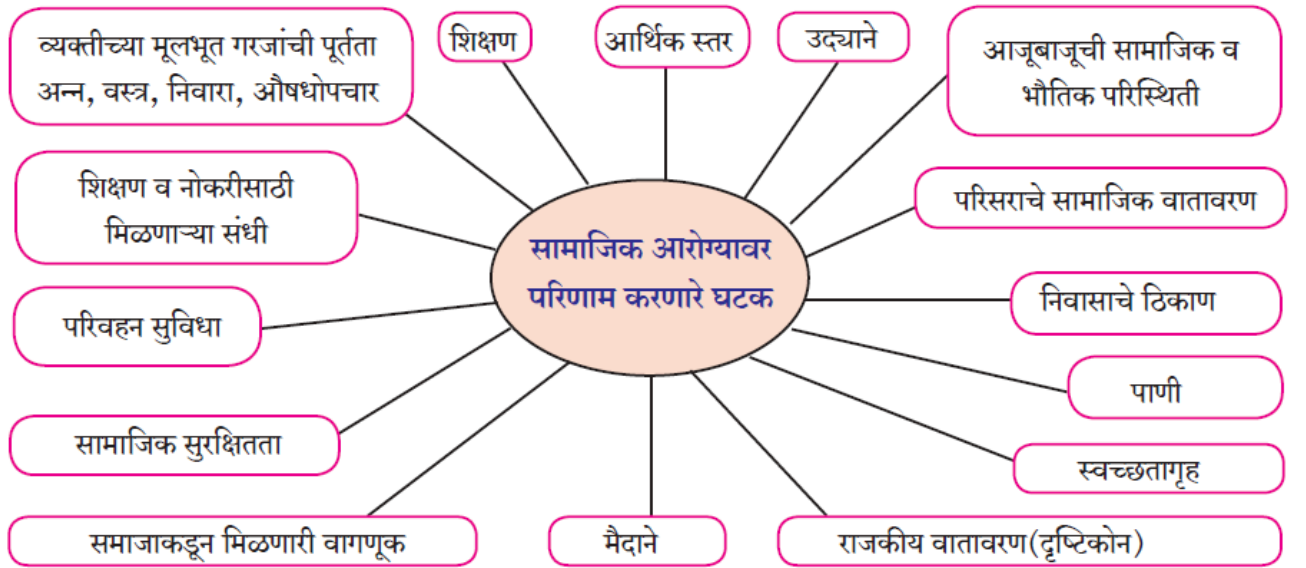 व्यक्तीच्या मूलभूत गरजांची पूर्तता
अन्न, वस्त्र, निवारा, औषधोपचार
शिक्षण
आर्थिक स्तर
उद्याने
आजूबाजूची सामाजिक व
भौतिक परिस्थिती
शिक्षण व नोकरीसाठी
मिळणाऱ्या संधी
परिसराचे सामाजिक वातावरण
सामाजिक आरोग्यावर
परिणाम करणारे घटक
परिवहन सुविधा
निवासाचे ठिकाण
पाणी
सामाजिक सुरक्षितता
स्वच्छतागृह
समाजाकडून मिळणारी वागणूक
मैदाने
राजकीय वातावरण(दृष्टिकोन)